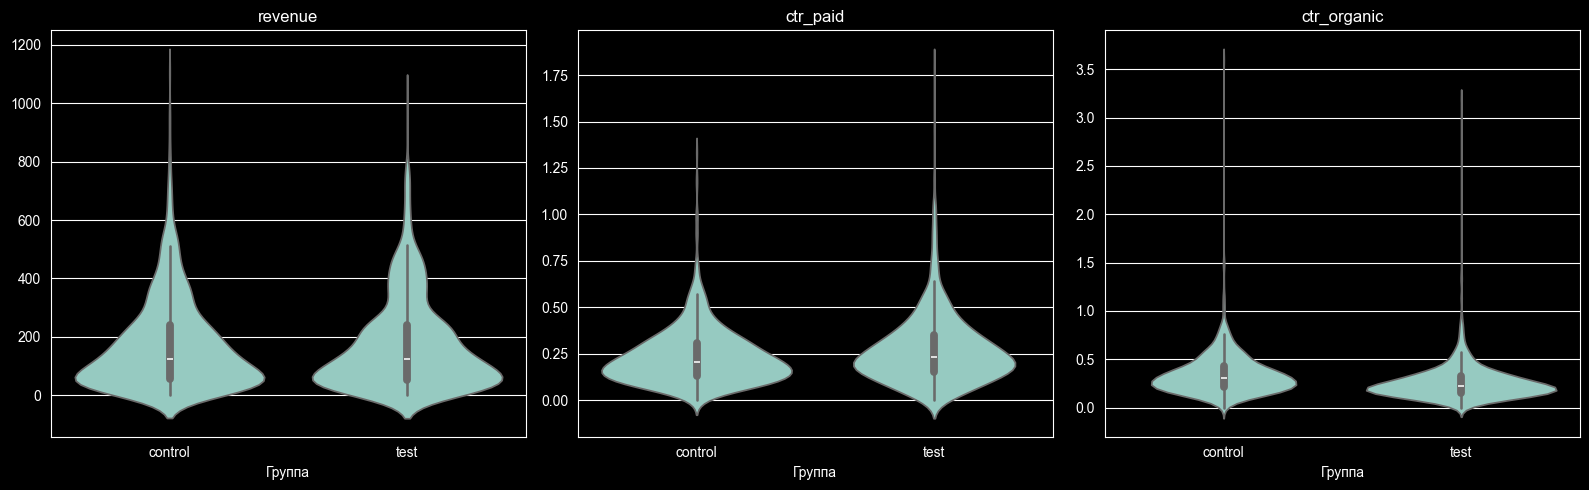 revenue
1200
1000
800
600
400
200
0
control
test
Группа
ctr_paid
1.75
1.50
1.25
1.00
0.75
0.50
0.25
0.00
control
test
Группа
ctr_organic
3.5
3.0
2.5
2.0
1.5
1.0
0.5
0.0
control
test
Группа